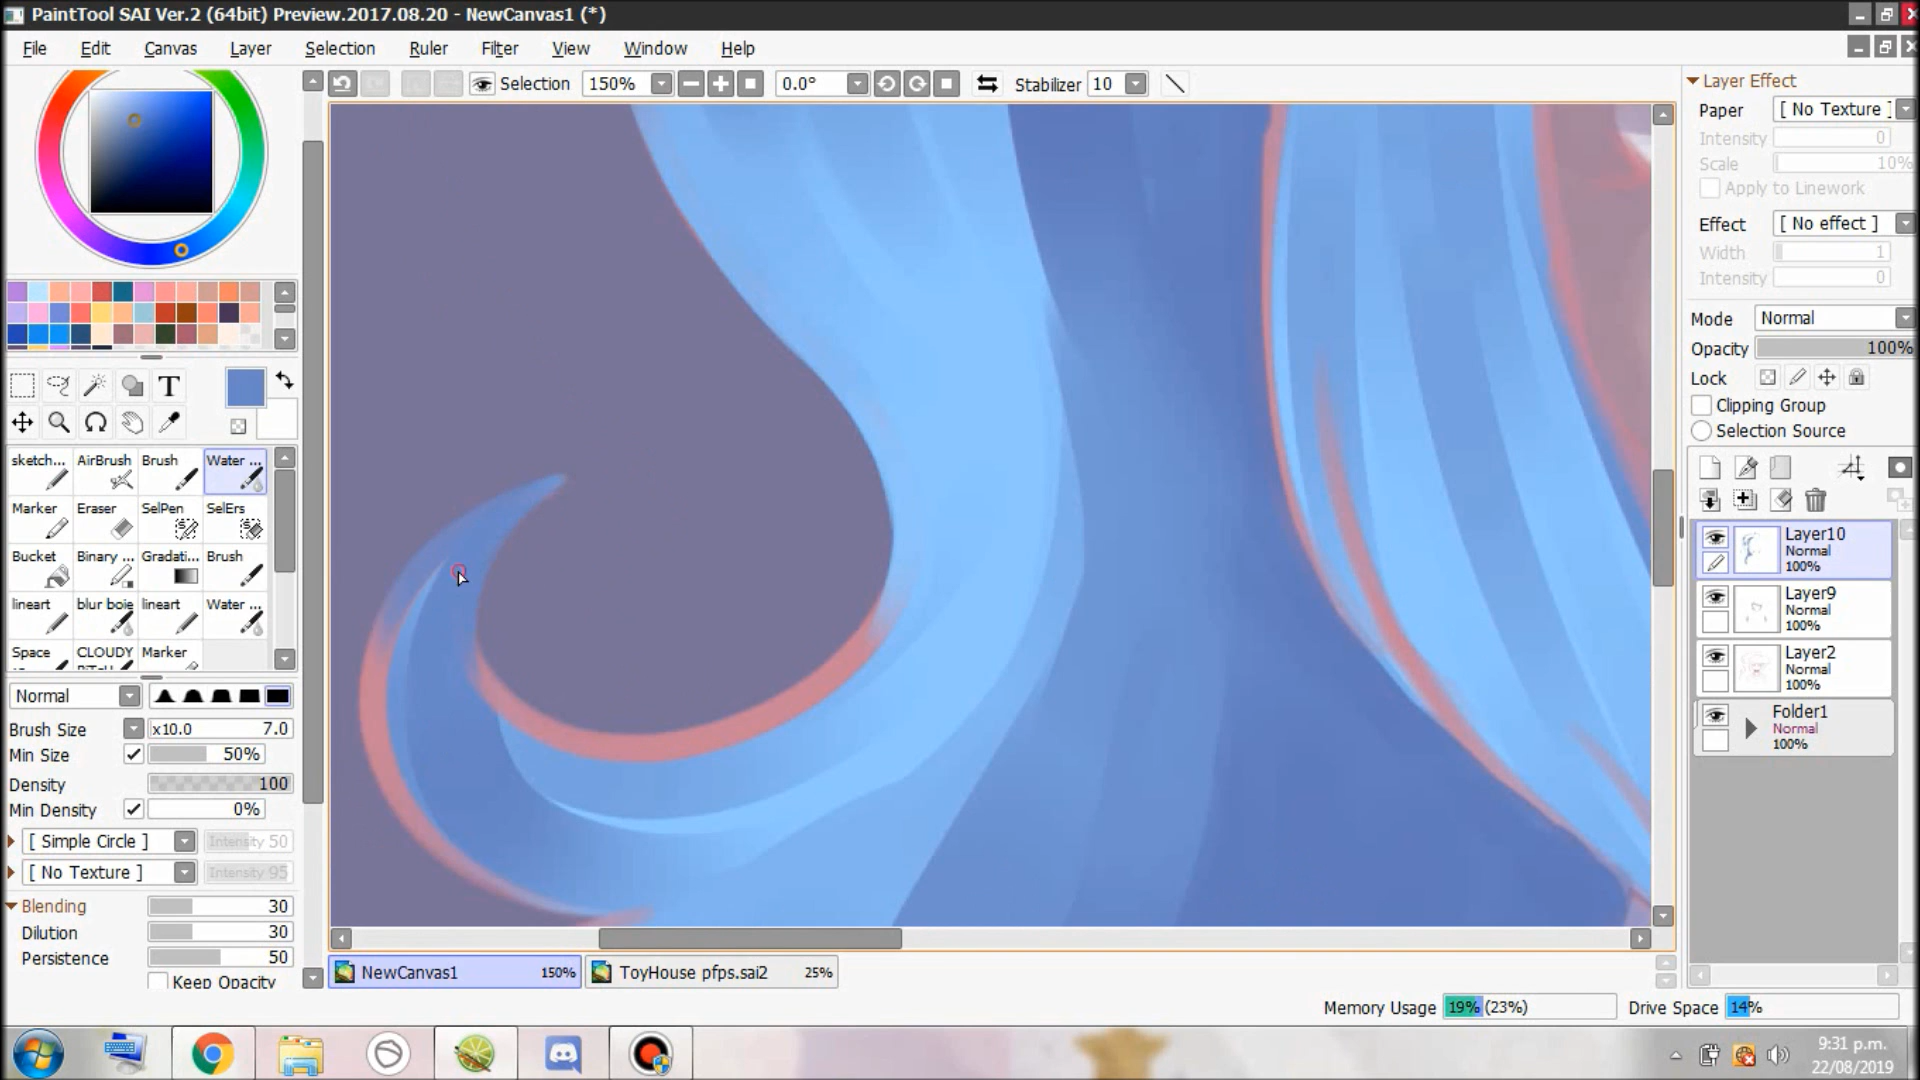 PaintTool SAI Ver.2 (64bit) Preview.2017.08.20 - NewCanvas1 (*)
File Edit Canvas Layer Selection Ruler Filter View Window Help
Selection 150% 0.0° Stabilizer 10
Layer Effect
Paper [ No Texture ]
Intensity 0
Scale 10%
Apply to Linework
Effect [ No effect ]
Width 1
Intensity 0
Mode Normal
Opacity 100%
Lock
Clipping Group
Selection Source
Layer10
Normal
100%
Layer9
Normal
100%
Layer2
Normal
100%
Folder1
Normal
100%
T
sketch... AirBrush Brush Water ...
Marker Eraser SelPen SelErs
Bucket Binary ... Gradati... Brush
lineart blur boie lineart Water ...
Space CLOUDY Marker
Normal
Brush Size x10.0 7.0
Min Size 50%
Density 100
Min Density 0%
[ Simple Circle ] Intensity 50
[ No Texture ] Intensity 95
Blending 30
Dilution 30
Persistence 50
Keep Opacity
NewCanvas1 150% ToyHouse pfps.sai2 25%
Memory Usage 19% (23%) Drive Space 14%
9:31 p.m.
22/08/2019